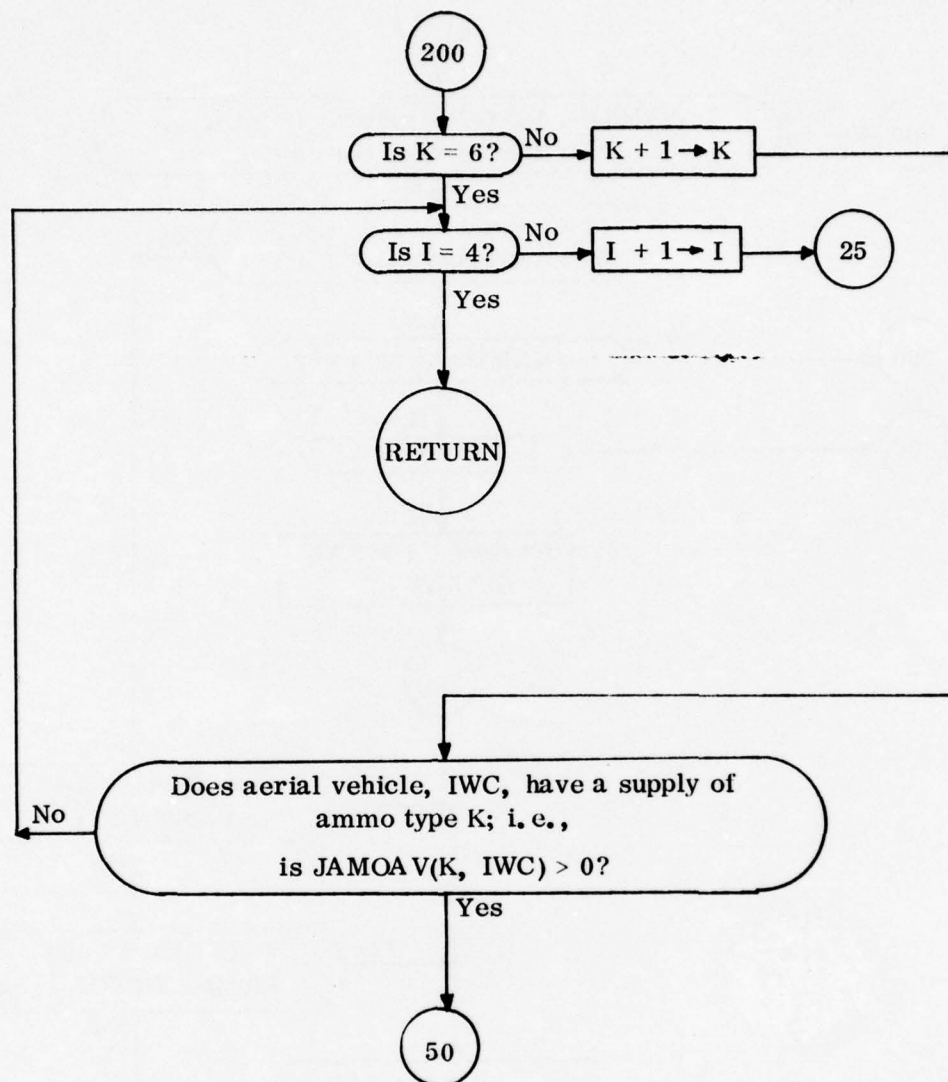 200
Is K = 6?
No
K + 1 → K
Yes
Is I = 4?
No
I + 1 → I
25
Yes
RETURN
Does aerial vehicle, IWC, have a supply of
ammo type K; i.e.,
is JAMOAV(K, IWC) > 0?
No
Yes
50